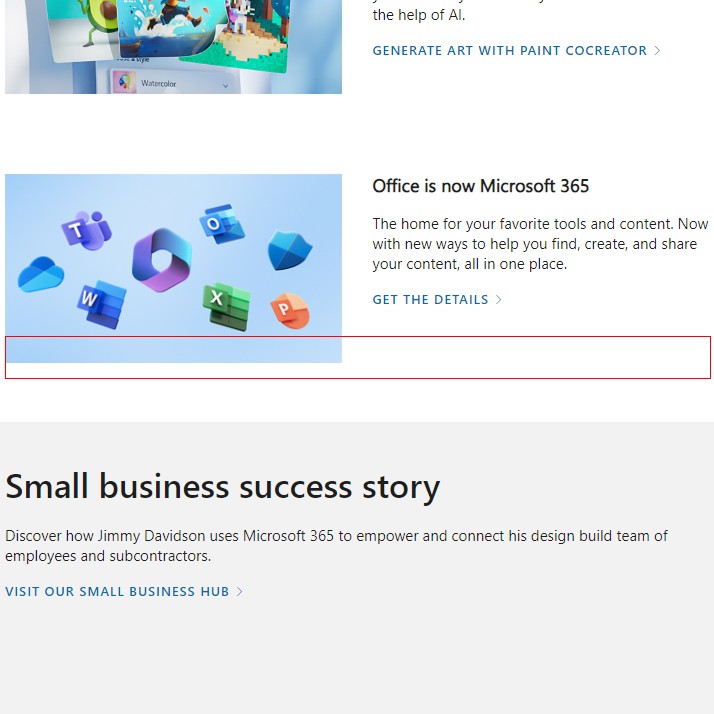 the help of AI.
GENERATE ART WITH PAINT COCREATOR
Watercolor
Office is now Microsoft 365
The home for your favorite tools and content. Now
with new ways to help you find, create, and share
your content, all in one place.
GET THE DETAILS
T
O
W
X
P
Small business success story
Discover how Jimmy Davidson uses Microsoft 365 to empower and connect his design build team of
employees and subcontractors.
VISIT OUR SMALL BUSINESS HUB